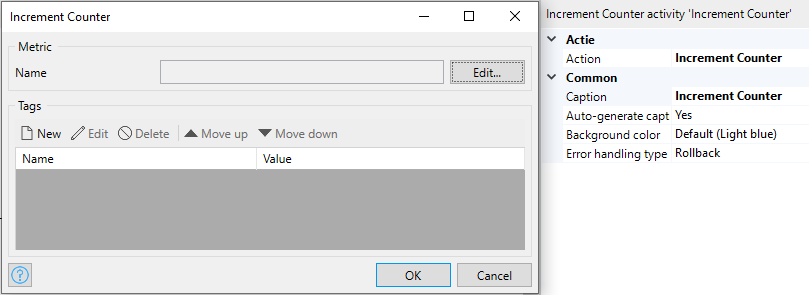 Increment Counter
Metric
Name
Edit...
Tags
New Edit Delete Move up Move down
Name Value
? OK Cancel
Increment Counter activity 'Increment Counter'
Actie
Action Increment Counter
Common
Caption Increment Counter
Auto-generate capt Yes
Background color Default (Light blue)
Error handling type Rollback